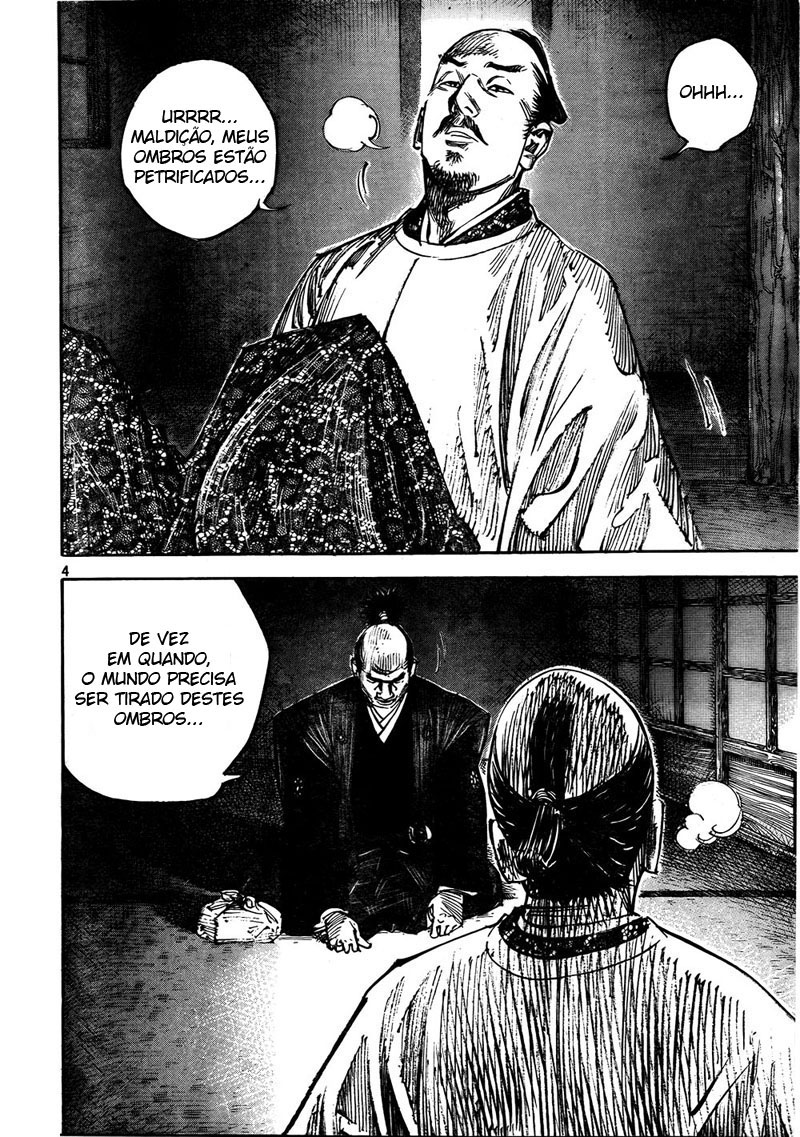 OHHH...
URRRR...
MALDIÇÃO, MEUS
OMBROS ESTÃO
PETRIFICADOS...
4
DE VEZ
EM QUANDO,
O MUNDO PRECISA
SER TIRADO DESTES
OMBROS...